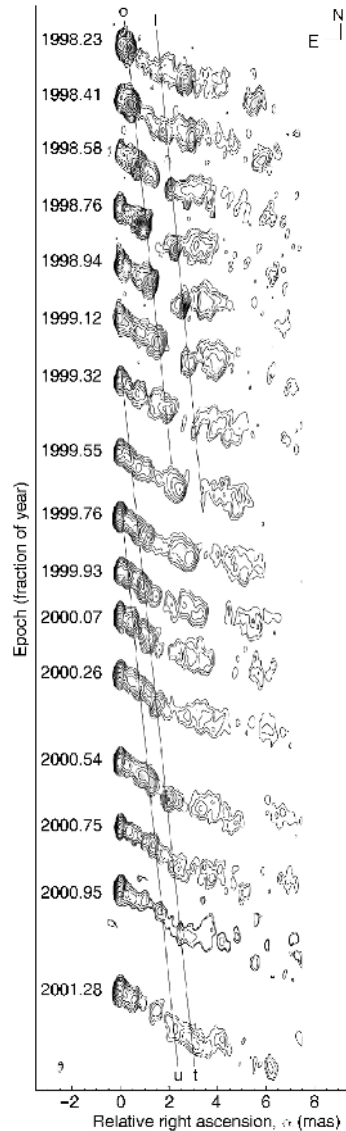 o l
N
E
1998.23
1998.41
1998.58
1998.76
1998.94
1999.12
1999.32
1999.55
1999.76
1999.93
2000.07
2000.26
2000.54
2000.75
2000.95
2001.28
Epoch (fraction of year)
u t
−2 0 2 4 6 8
Relative right ascension, α (mas)